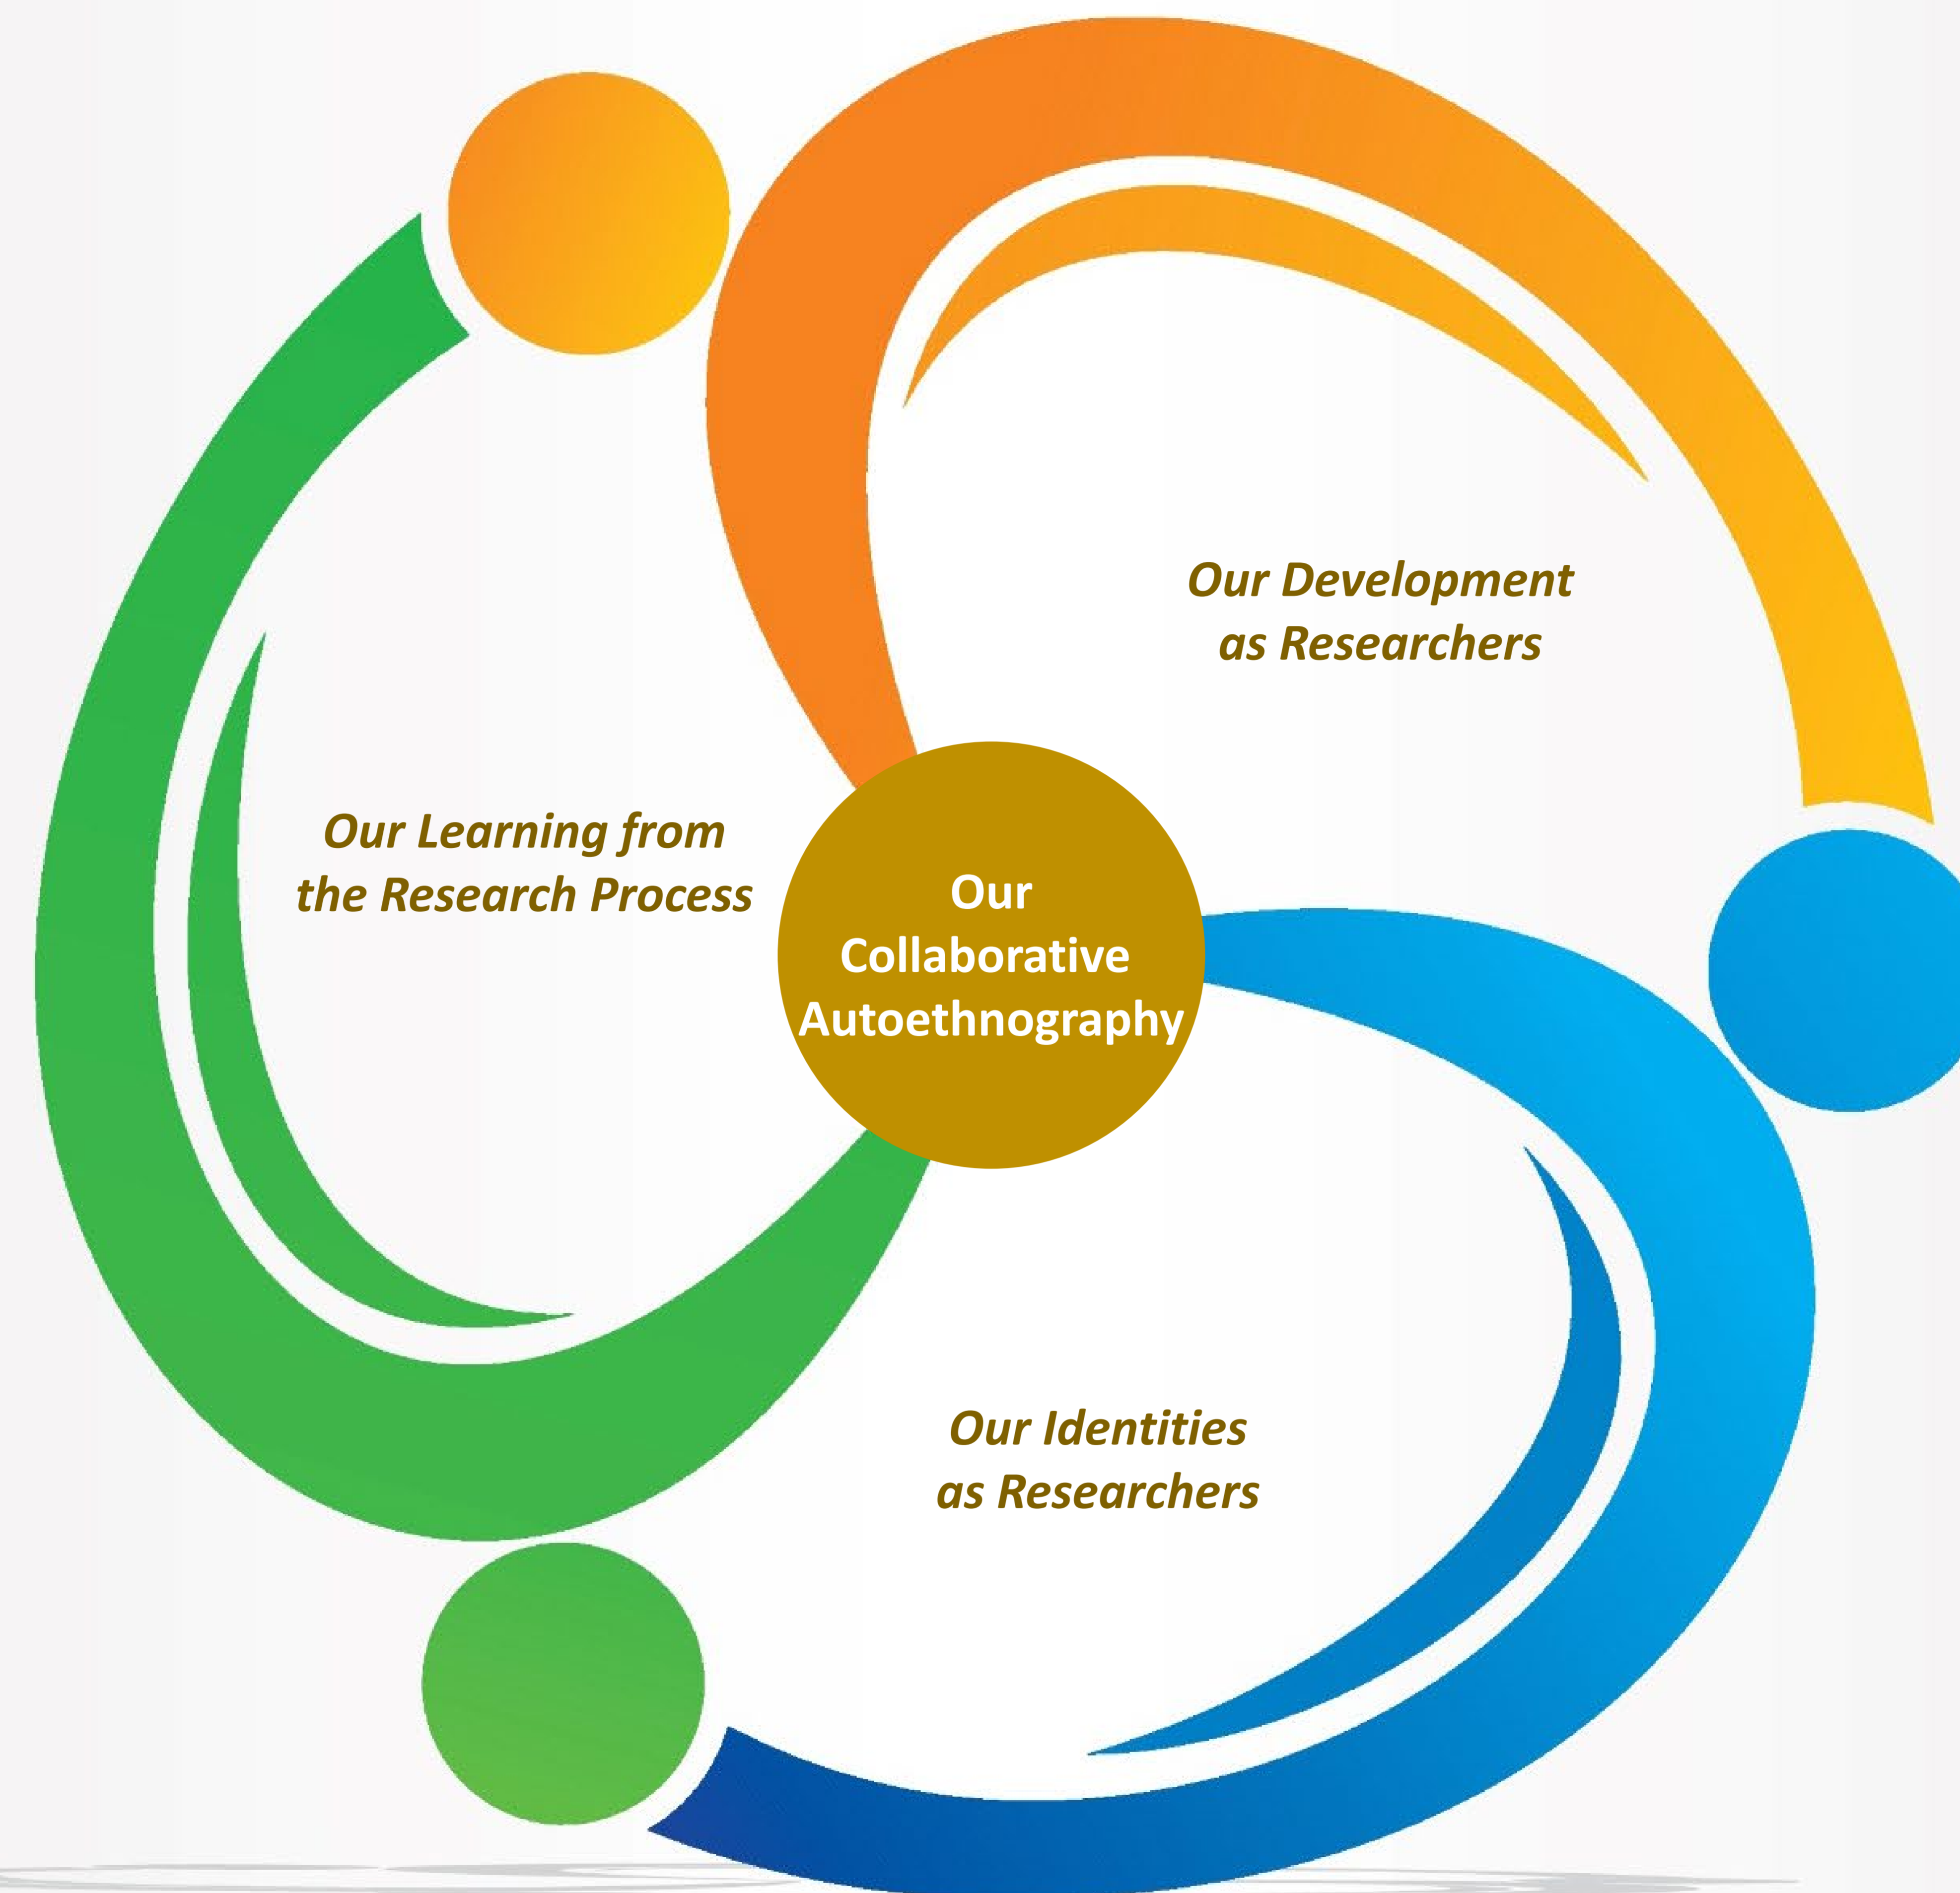 Our Development
as Researchers
Our Learning from
the Research Process
Our
Collaborative
Autoethnography
Our Identities
as Researchers